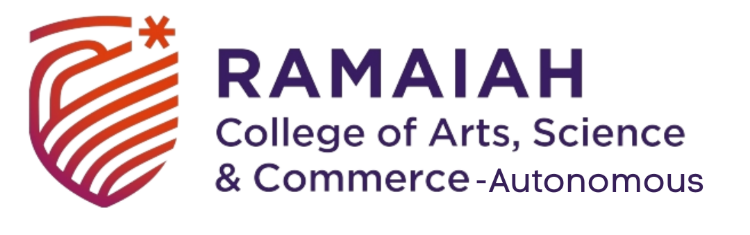 RAMAIAH
College of Arts, Science
& Commerce -Autonomous